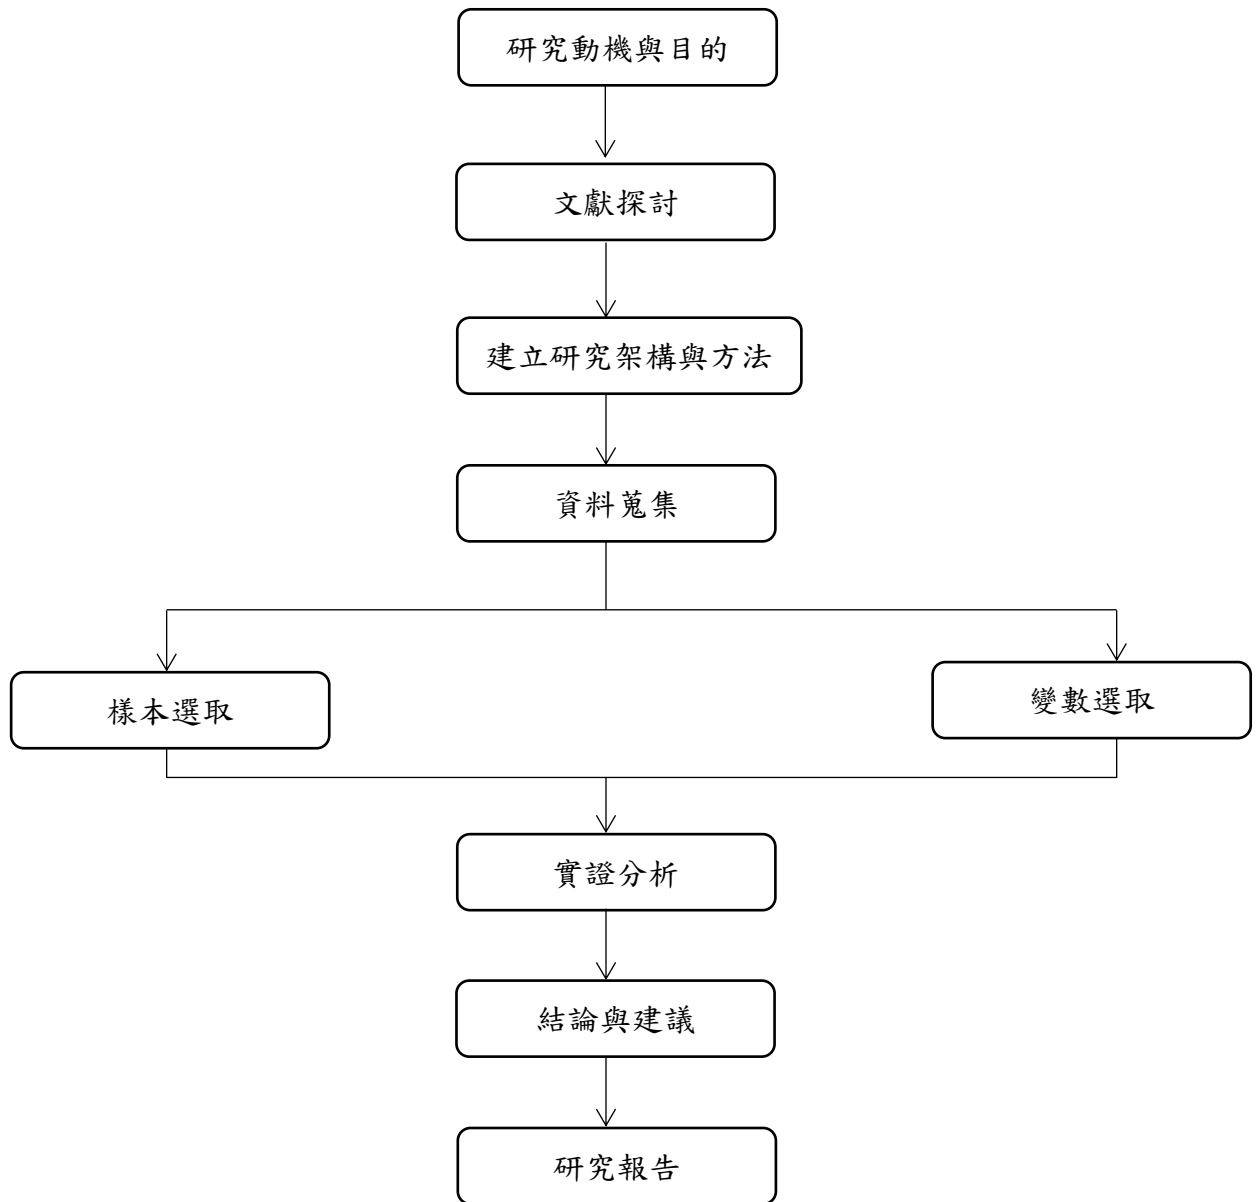 研究動機與目的
文獻探討
建立研究架構與方法
資料蒐集
樣本選取
變數選取
實證分析
結論與建議
研究報告